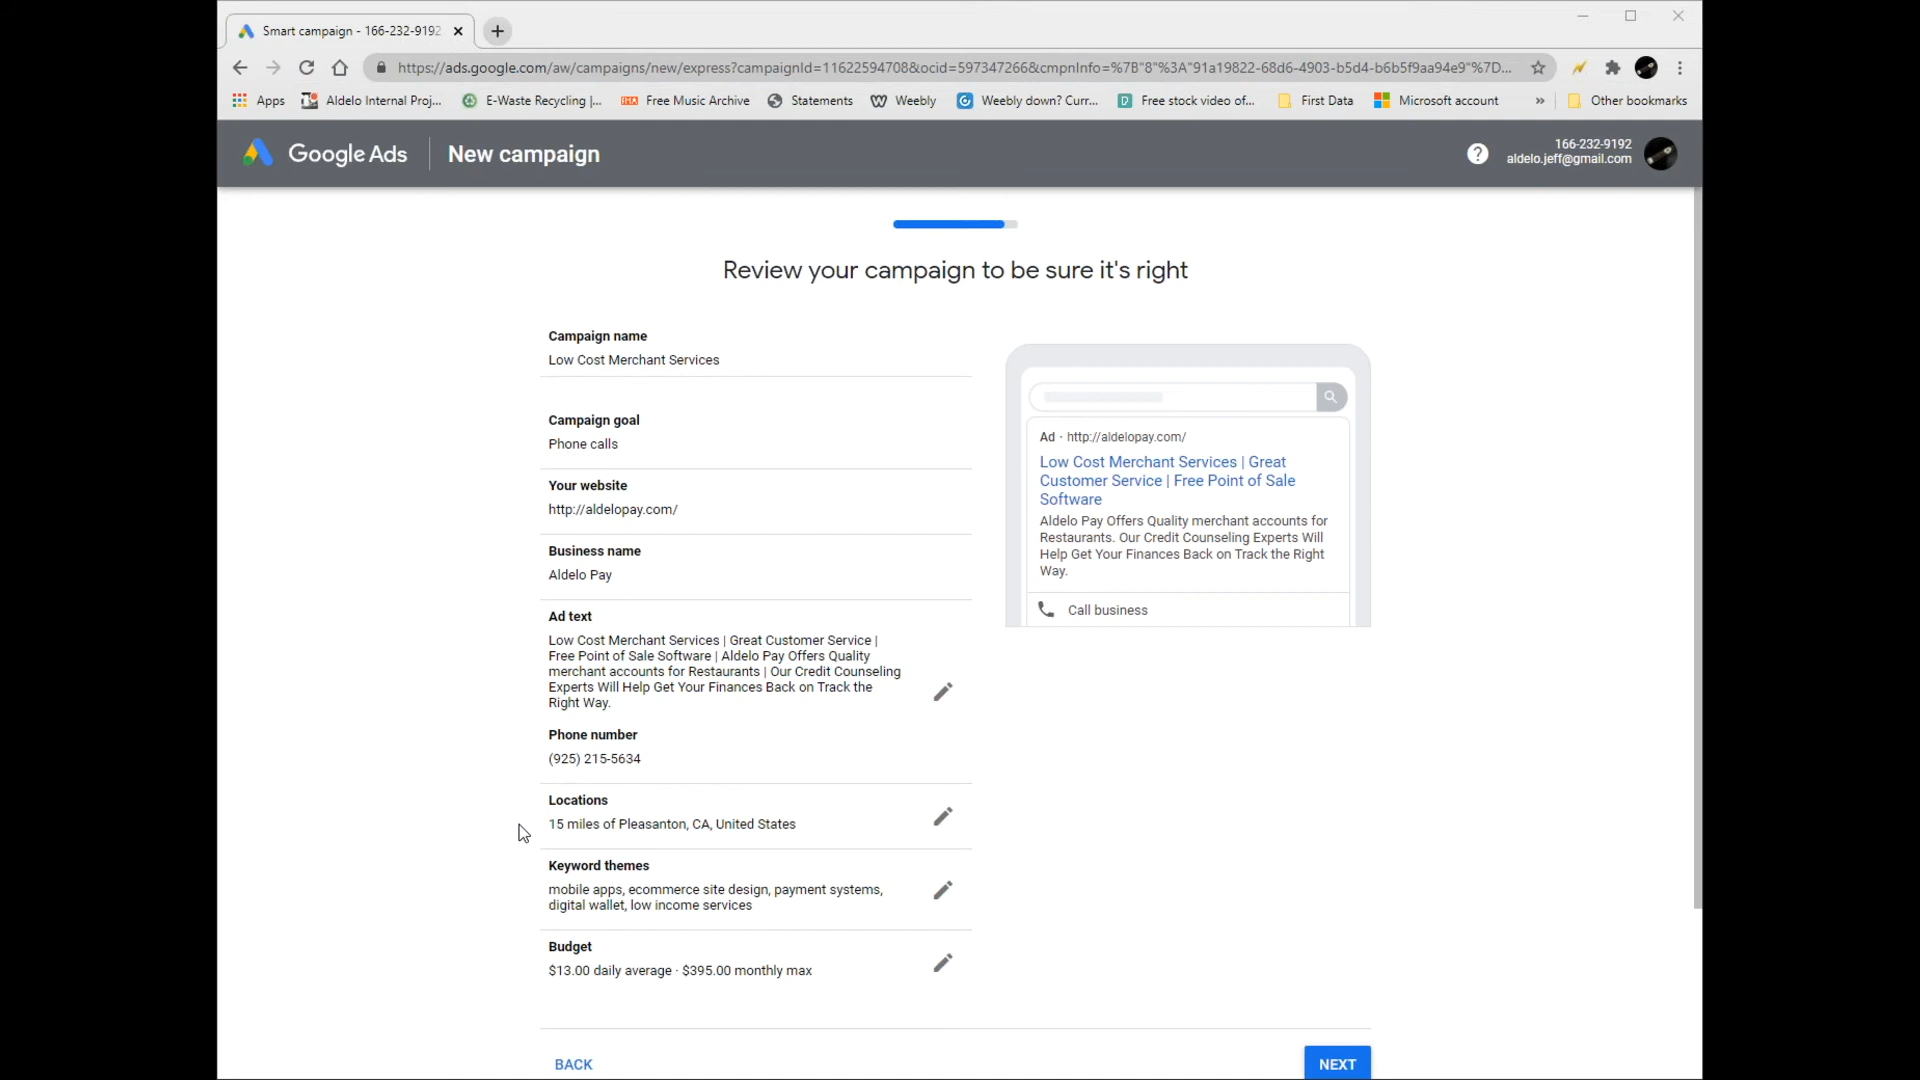 Smart campaign - 166-232-9192
https://ads.google.com/aw/campaigns/new/express?campaignId=11622594708&ocid=597347266&cmpnInfo=%7B"8"%3A"91a19822-68d6-4903-b5d4-b6b5f9aa94e9"%7D...
Apps
Aldelo Internal Proj...
E-Waste Recycling |...
Free Music Archive
Statements
Weebly
Weebly down? Curr...
Free stock video of...
First Data
Microsoft account
»
Other bookmarks
Google Ads
New campaign
166-232-9192
aldelo.jeff@gmail.com
Review your campaign to be sure it's right
Campaign name
Low Cost Merchant Services
Campaign goal
Phone calls
Your website
http://aldelopay.com/
Business name
Aldelo Pay
Ad text
Low Cost Merchant Services | Great Customer Service |
Free Point of Sale Software | Aldelo Pay Offers Quality
merchant accounts for Restaurants | Our Credit Counseling
Experts Will Help Get Your Finances Back on Track the
Right Way.
Phone number
(925) 215-5634
Locations
15 miles of Pleasanton, CA, United States
Keyword themes
mobile apps, ecommerce site design, payment systems,
digital wallet, low income services
Budget
$13.00 daily average · $395.00 monthly max
Ad · http://aldelopay.com/
Low Cost Merchant Services | Great
Customer Service | Free Point of Sale
Software
Aldelo Pay Offers Quality merchant accounts for
Restaurants. Our Credit Counseling Experts Will
Help Get Your Finances Back on Track the Right
Way.
Call business
BACK
NEXT